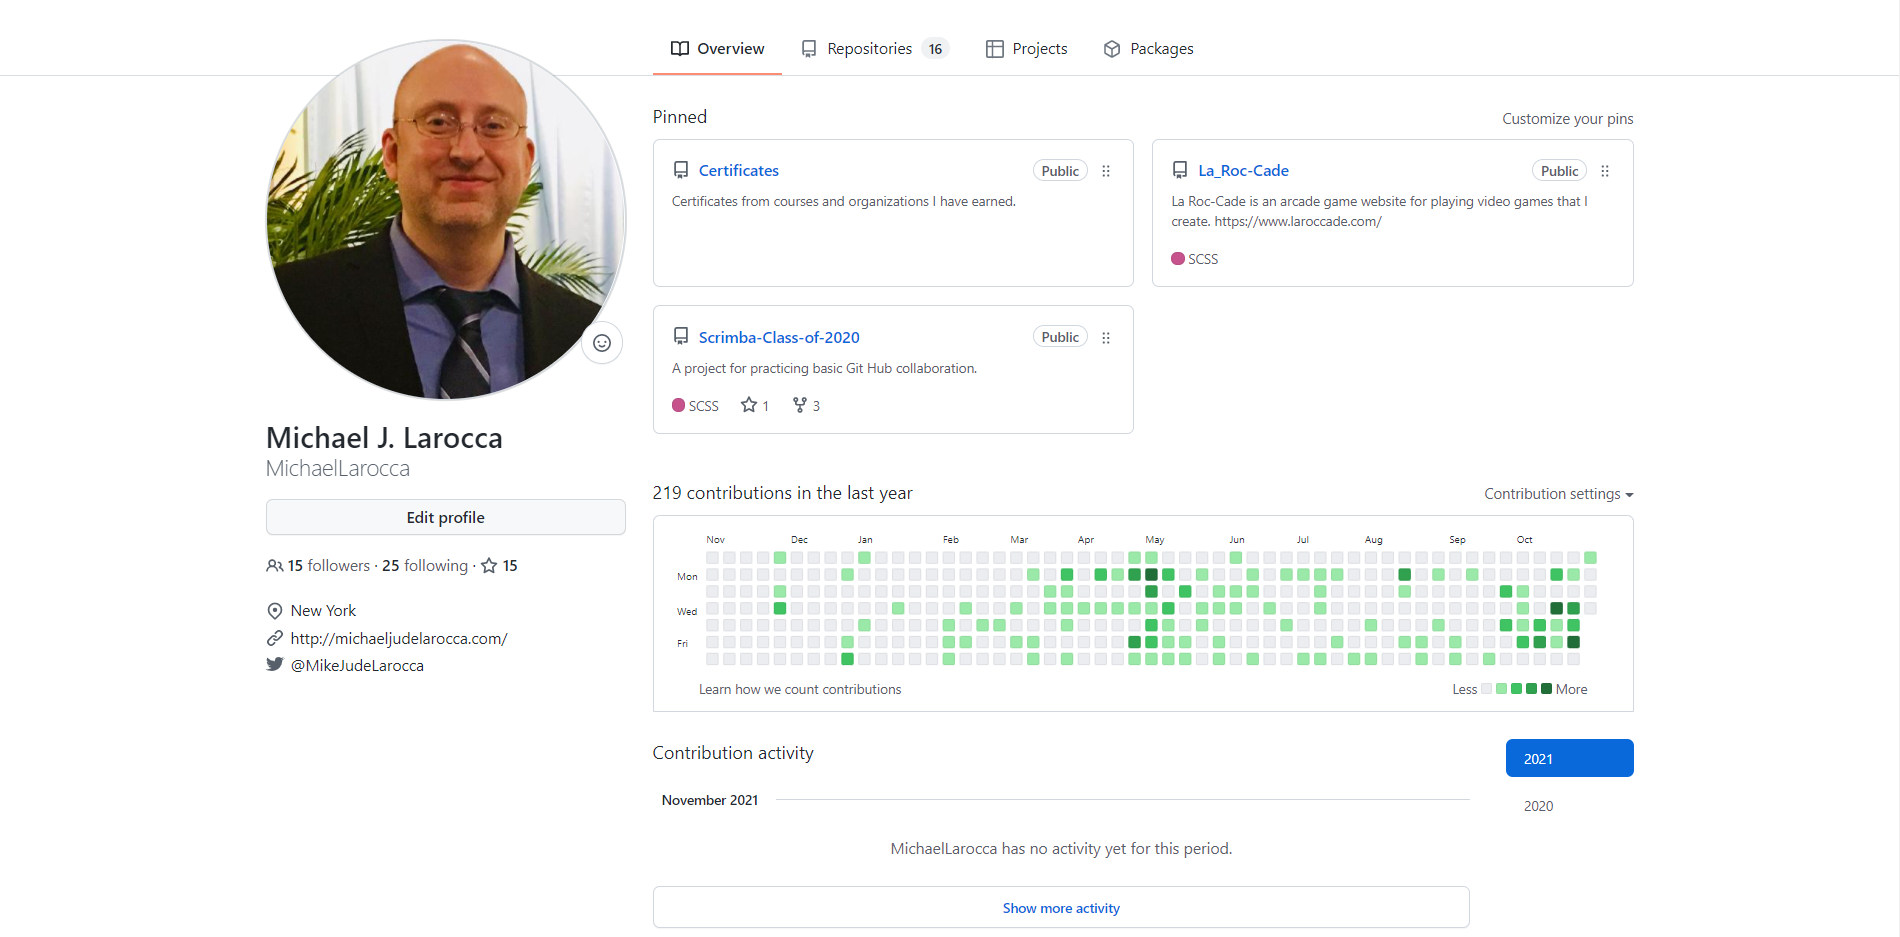 Overview
Repositories 16
Projects
Packages
Michael J. Larocca
MichaelLarocca
Edit profile
15 followers · 25 following · 15
New York
http://michaeljudelarocca.com/
@MikeJudeLarocca
Pinned
Customize your pins
Certificates
Public
Certificates from courses and organizations I have earned.
La_Roc-Cade
Public
La Roc-Cade is an arcade game website for playing video games that I
create. https://www.laroccade.com/
SCSS
Scrimba-Class-of-2020
Public
A project for practicing basic Git Hub collaboration.
SCSS 1 3
219 contributions in the last year
Contribution settings
Nov Dec Jan Feb Mar Apr May Jun Jul Aug Sep Oct
Mon
Wed
Fri
Learn how we count contributions
Less More
Contribution activity
2021
2020
November 2021
MichaelLarocca has no activity yet for this period.
Show more activity